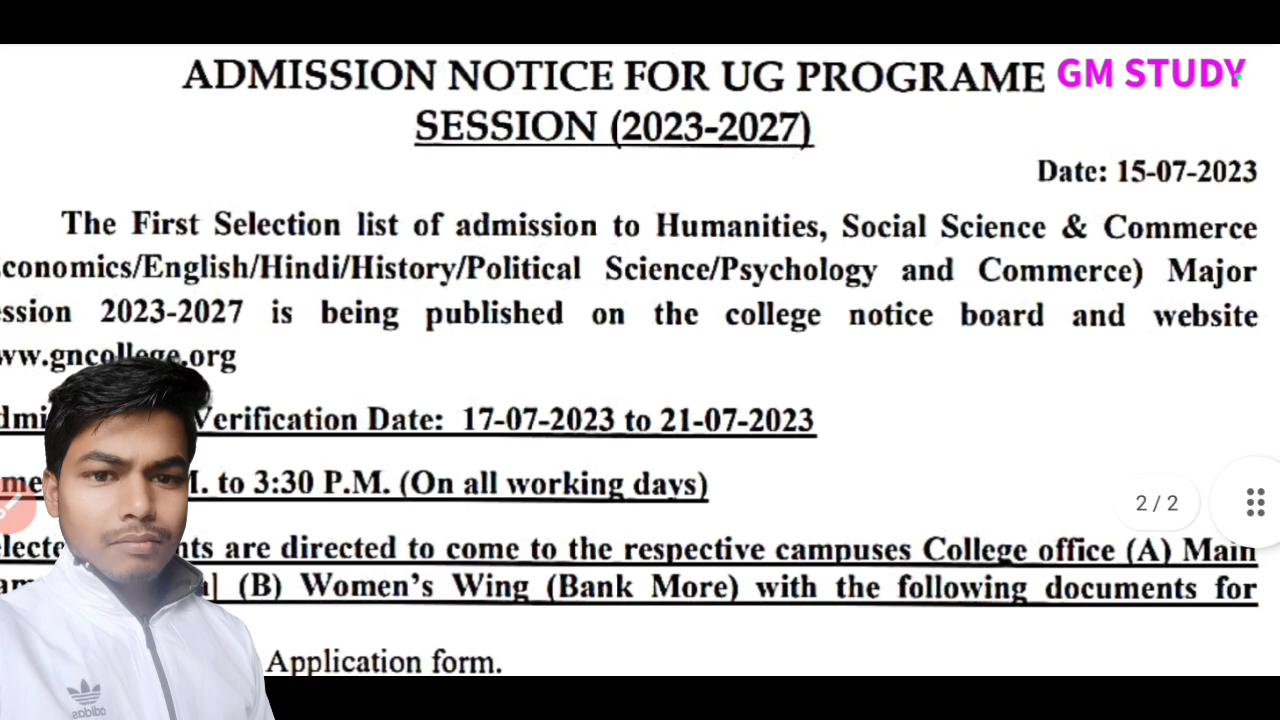 ADMISSION NOTICE FOR UG PROGRAME
GM STUDY
SESSION (2023-2027)
Date: 15-07-2023
The First Selection list of admission to Humanities, Social Science & Commerce
conomics/English/Hindi/History/Political Science/Psychology and Commerce) Major
ssion 2023-2027 is being published on the college notice board and website
ww.gncollege.org
Verification Date: 17-07-2023 to 21-07-2023
to 3:30 P.M. (On all working days)
2 / 2
are directed to come to the respective campuses College office (A) Main
(B) Women's Wing (Bank More) with the following documents for
Application form.
adidas